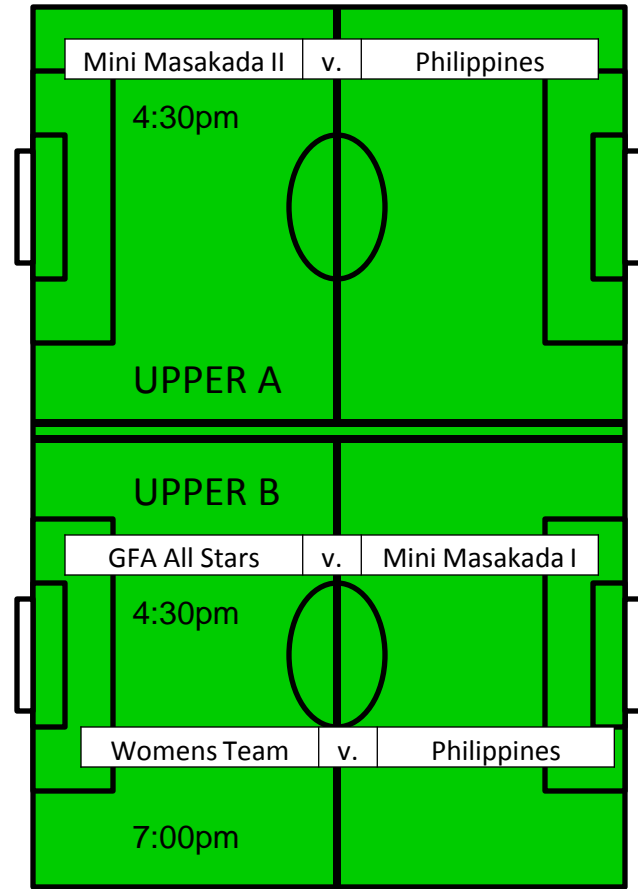 Mini Masakada II v. Philippines
4:30pm
UPPER A
UPPER B
GFA All Stars v. Mini Masakada I
4:30pm
Womens Team v. Philippines
7:00pm